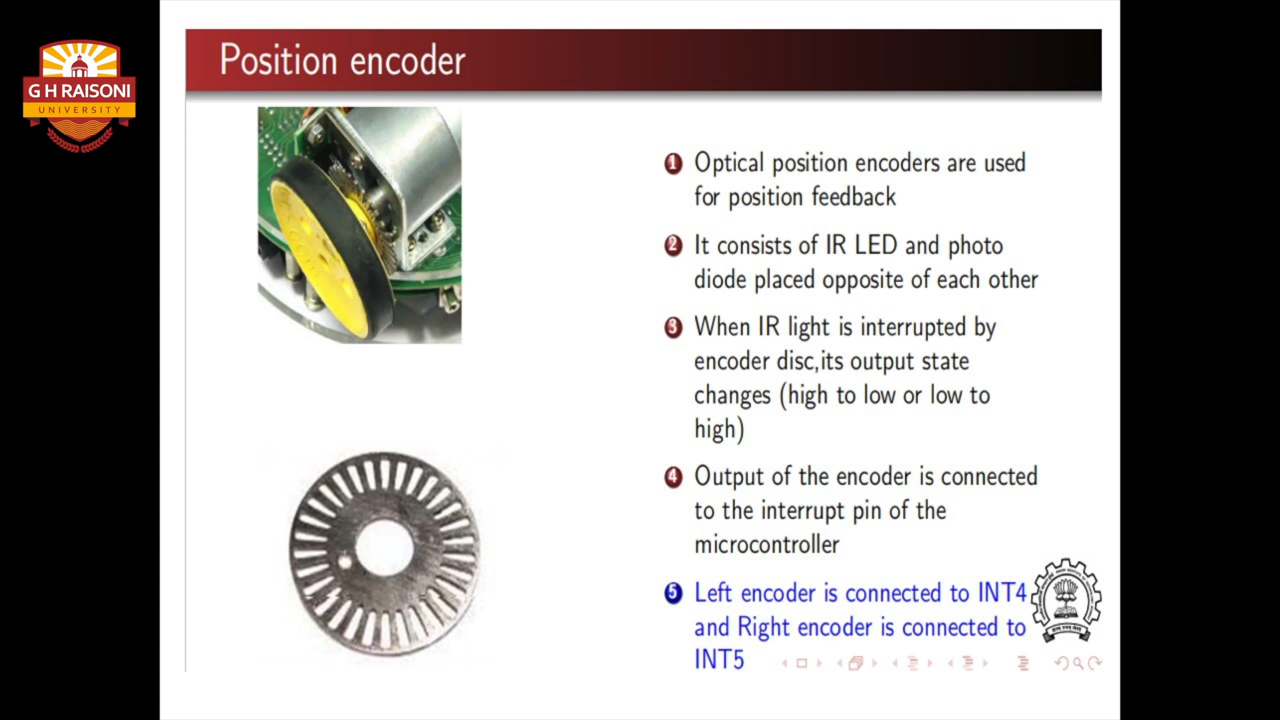 G H RAISONI
UNIVERSITY
Position encoder
1 Optical position encoders are used
for position feedback
2 It consists of IR LED and photo
diode placed opposite of each other
3 When IR light is interrupted by
encoder disc,its output state
changes (high to low or low to
high)
4 Output of the encoder is connected
to the interrupt pin of the
microcontroller
5 Left encoder is connected to INT4
and Right encoder is connected to
INT5